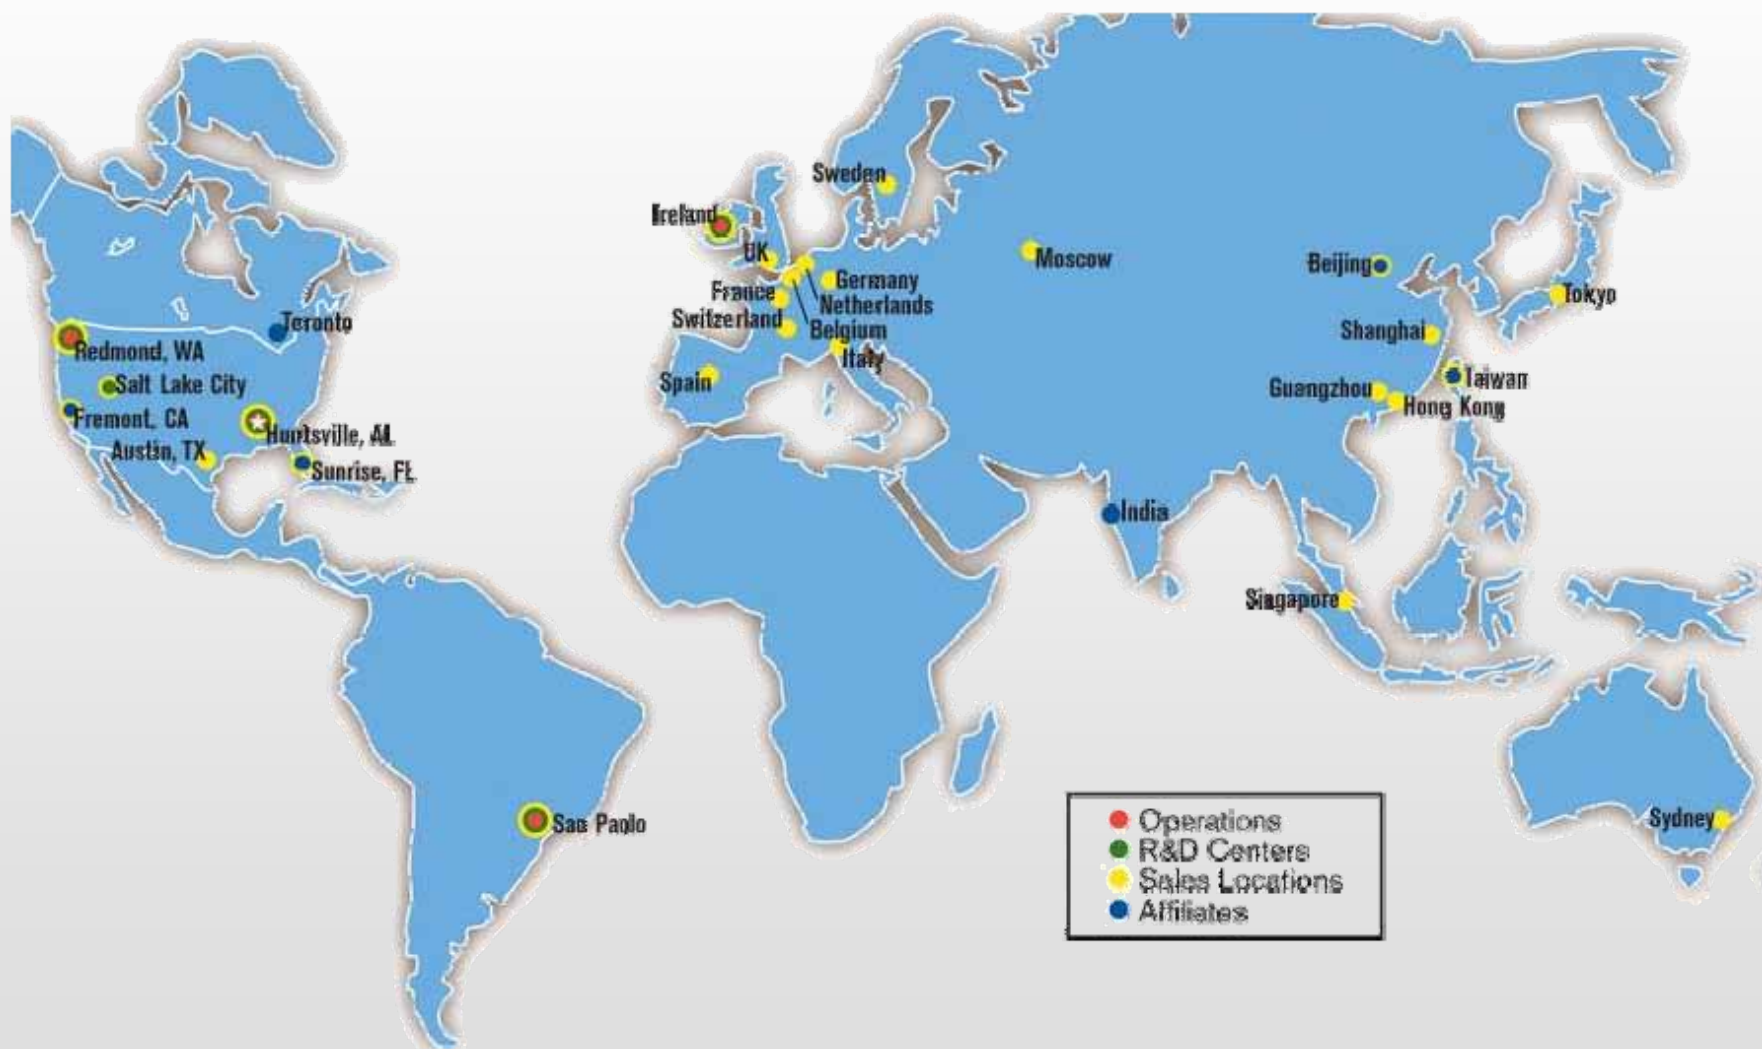 Sweden
Ireland
UK
Moscow
Beijing
Germany
France
Netherlands
Tokyo
Switzerland
Toronto
Belgium
Shanghai
Redmond, WA
Italy
Taiwan
Spain
Salt Lake City
Guangzhou
Hong Kong
Fremont, CA
Huntsville, AL
Austin, TX
Sunrise, FL
India
Singapore
Sao Paolo
Sydney
Operations
R&D Centers
Sales Locations
Affiliates